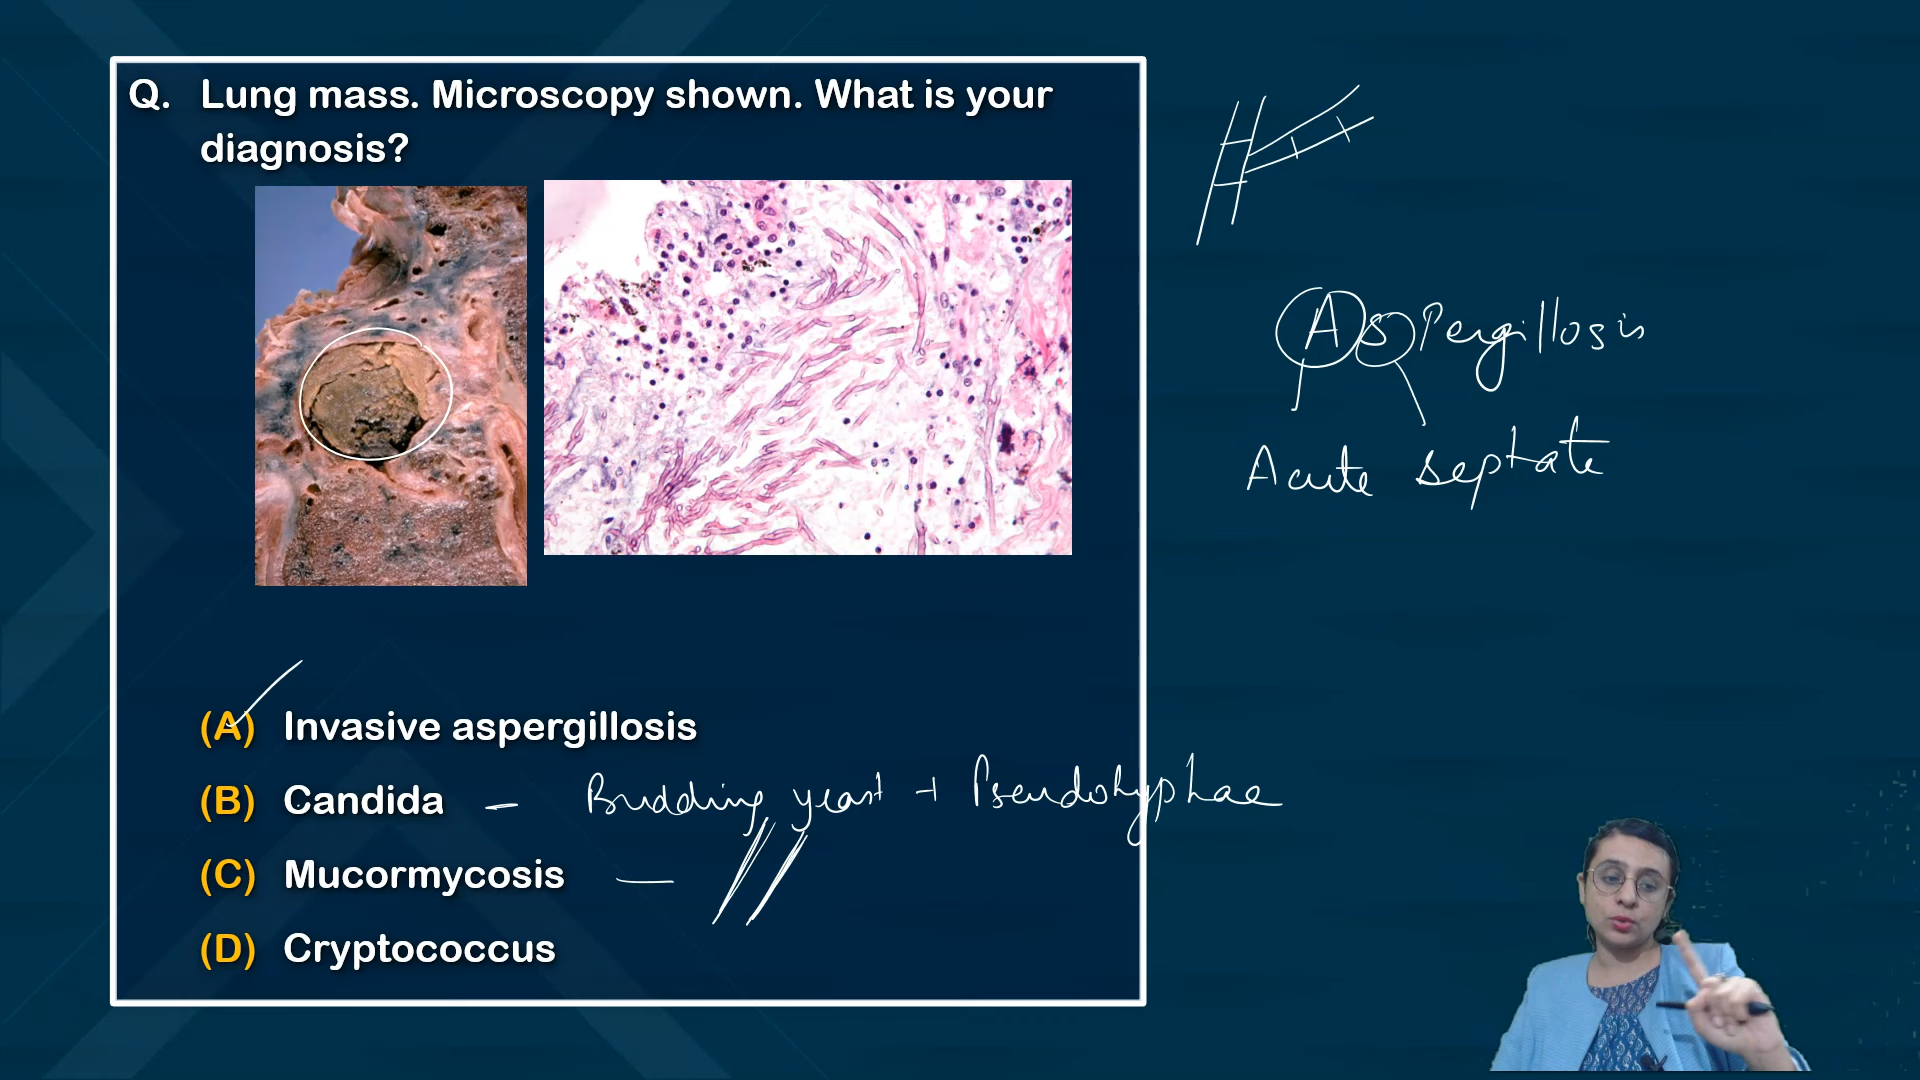 Q. Lung mass. Microscopy shown. What is your
diagnosis?
Aspergillosis
Acute septate
(A) Invasive aspergillosis
(B) Candida – Budding yeast + Pseudohyphae
(C) Mucormycosis –
(D) Cryptococcus